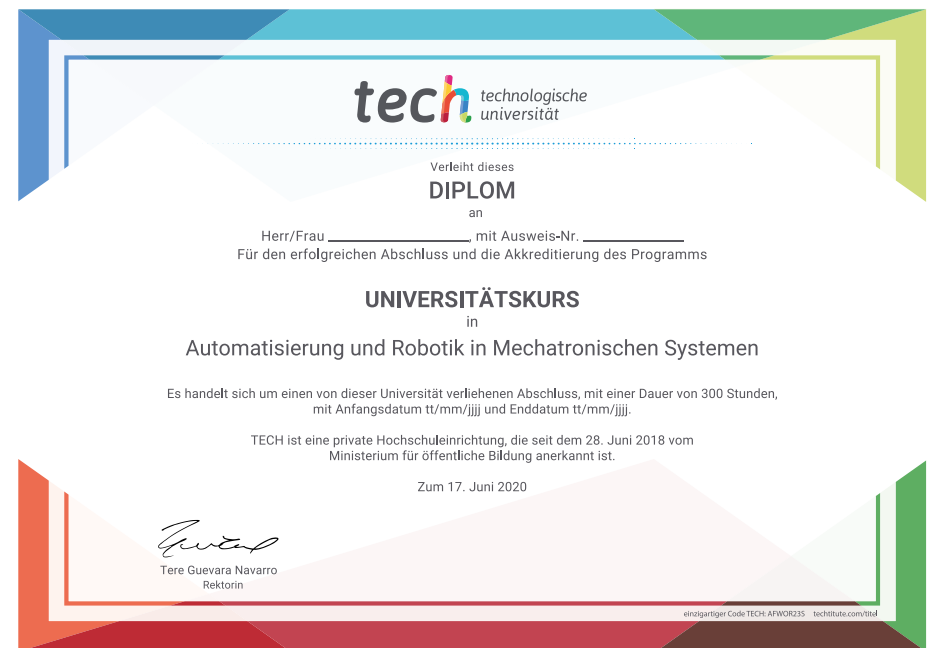 tech technologische
universität
Verleiht dieses
DIPLOM
an
Herr/Frau ____________________, mit Ausweis-Nr. ______________
Für den erfolgreichen Abschluss und die Akkreditierung des Programms
UNIVERSITÄTSKURS
in
Automatisierung und Robotik in Mechatronischen Systemen
Es handelt sich um einen von dieser Universität verliehenen Abschluss, mit einer Dauer von 300 Stunden,
mit Anfangsdatum tt/mm/jjjj und Enddatum tt/mm/jjjj.
TECH ist eine private Hochschuleinrichtung, die seit dem 28. Juni 2018 vom
Ministerium für öffentliche Bildung anerkannt ist.
Zum 17. Juni 2020
Tere Guevara Navarro
Rektorin
einzigartiger Code TECH: AFWOR23S techtitute.com/titel